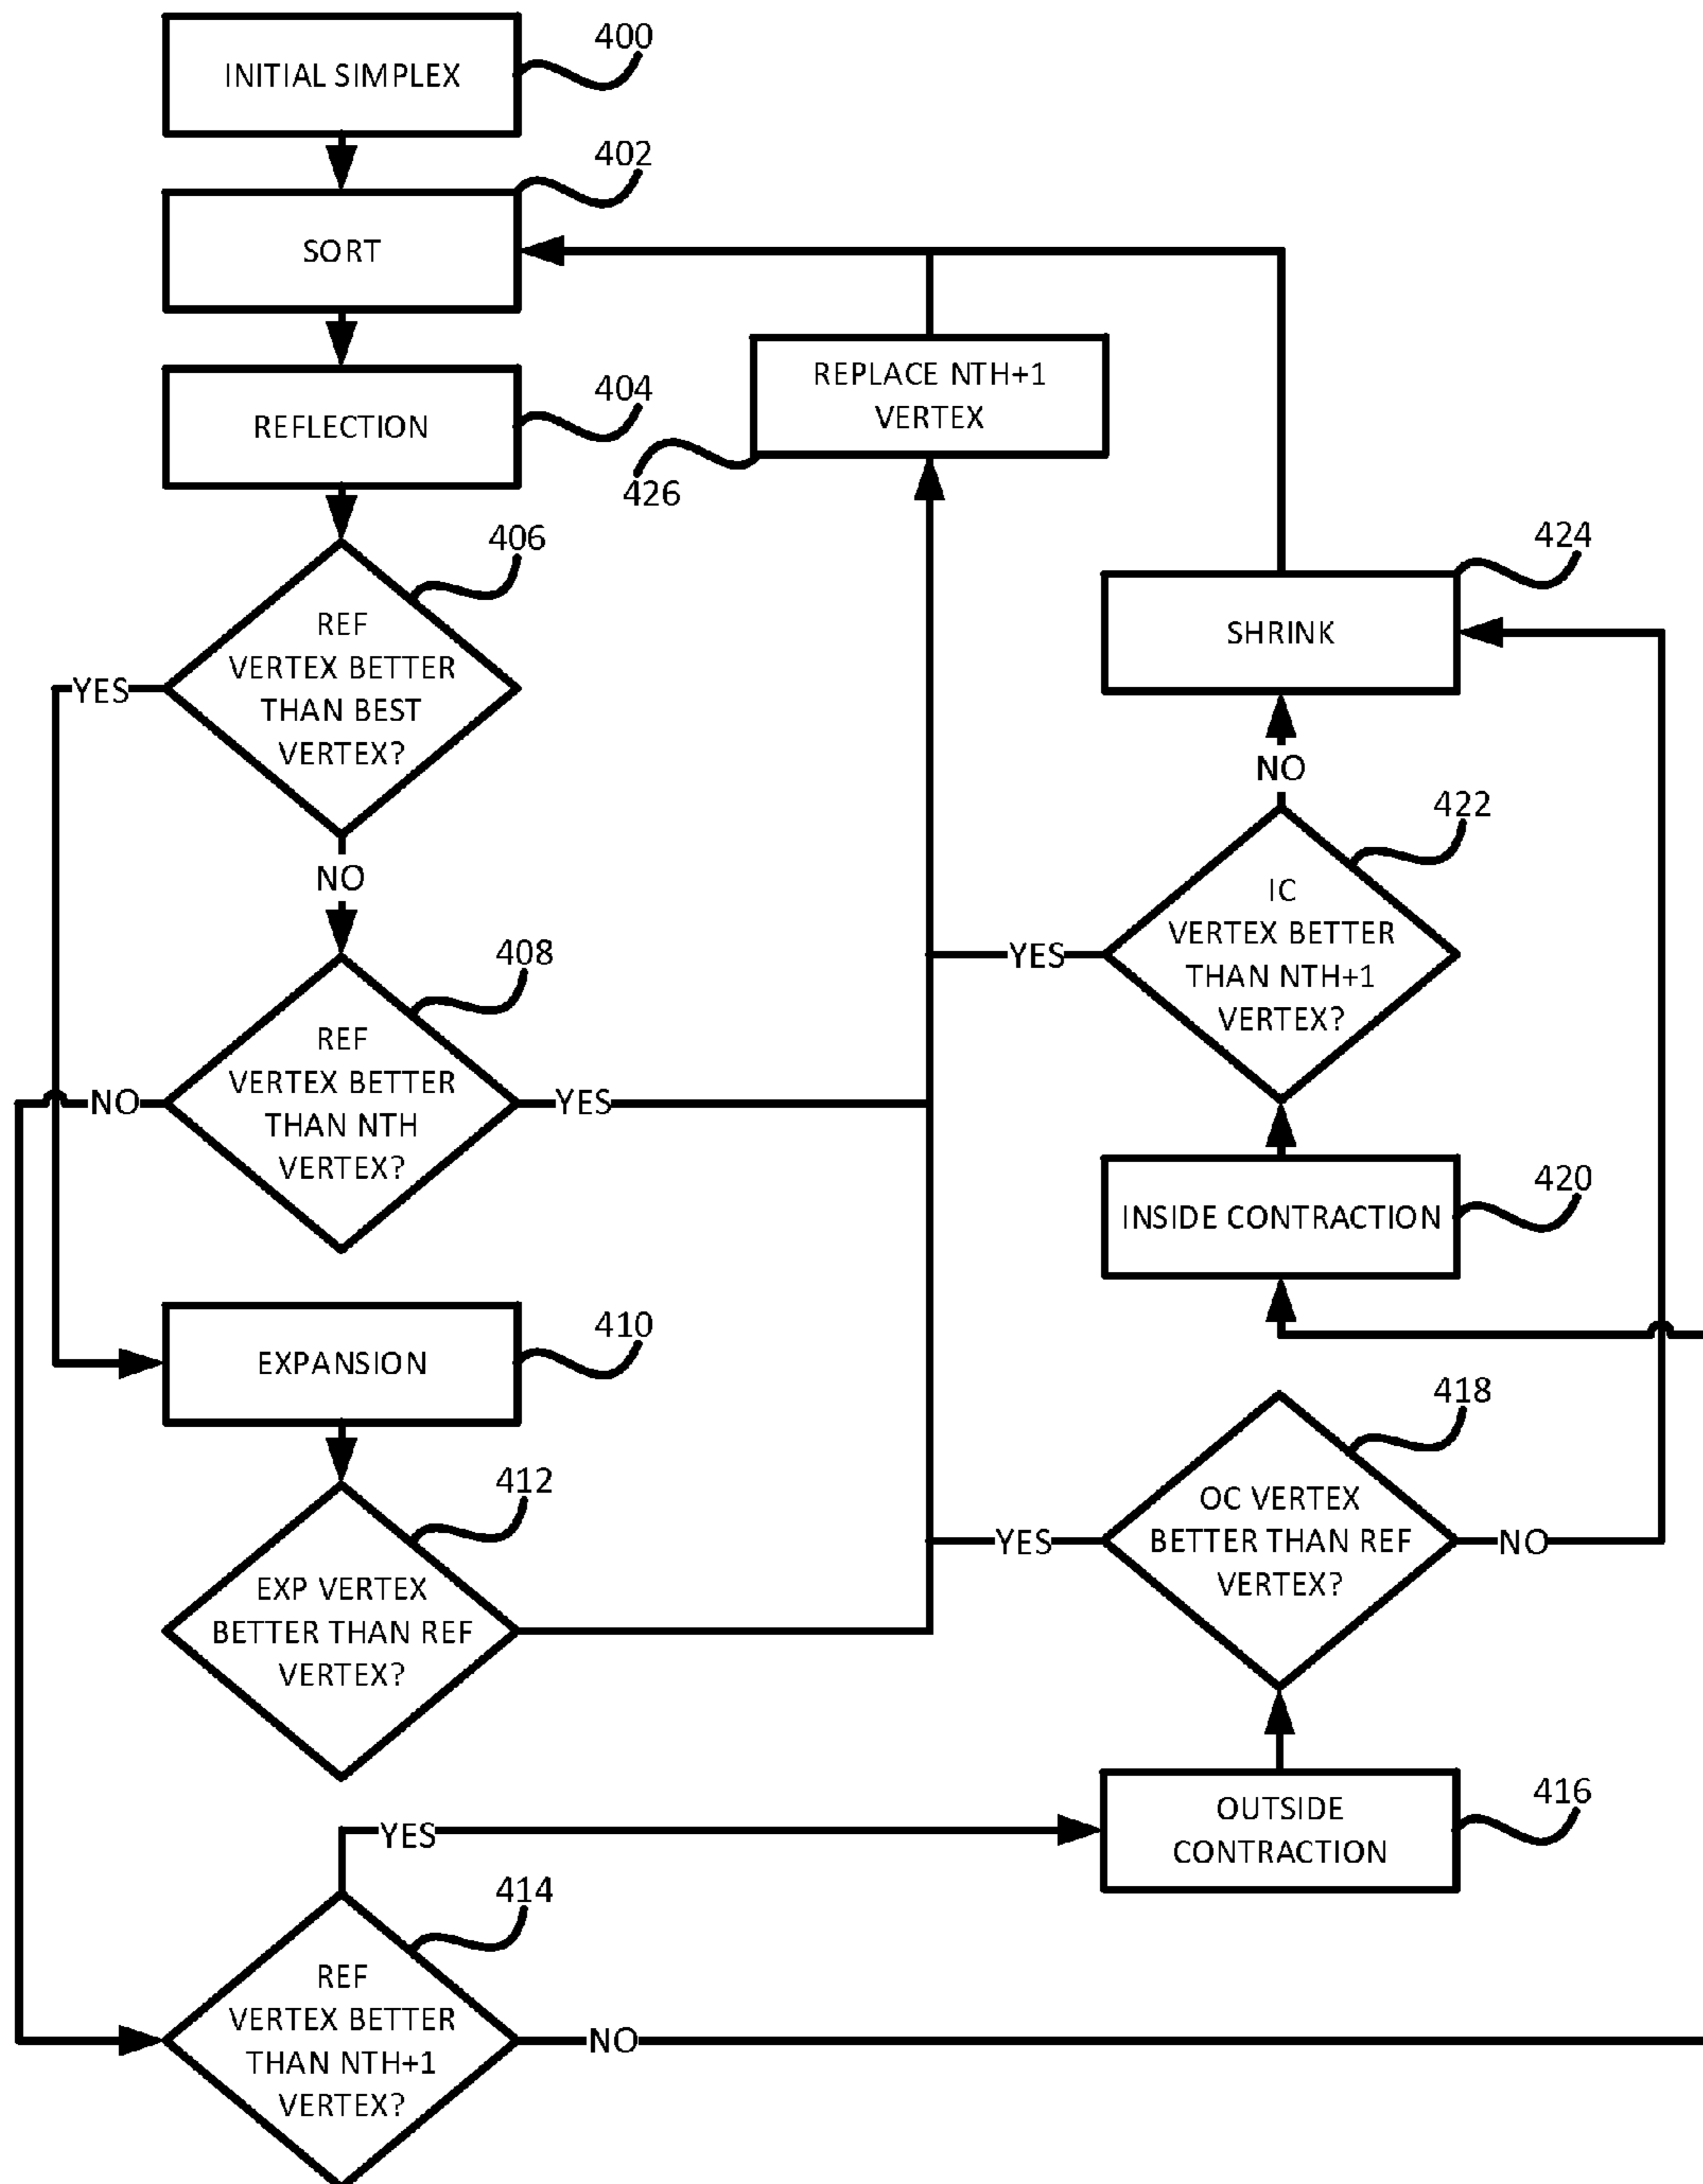 INITIAL SIMPLEX
400
SORT
402
REFLECTION
404
REF
VERTEX BETTER
THAN BEST
VERTEX?
406
YES
NO
REF
VERTEX BETTER
THAN NTH
VERTEX?
408
NO
YES
EXPANSION
410
EXP VERTEX
BETTER THAN REF
VERTEX?
412
REF
VERTEX BETTER
THAN NTH+1
VERTEX?
414
YES
NO
OUTSIDE
CONTRACTION
416
OC VERTEX
BETTER THAN REF
VERTEX?
418
YES
NO
INSIDE CONTRACTION
420
IC
VERTEX BETTER
THAN NTH+1
VERTEX?
422
YES
NO
SHRINK
424
REPLACE NTH+1
VERTEX
426